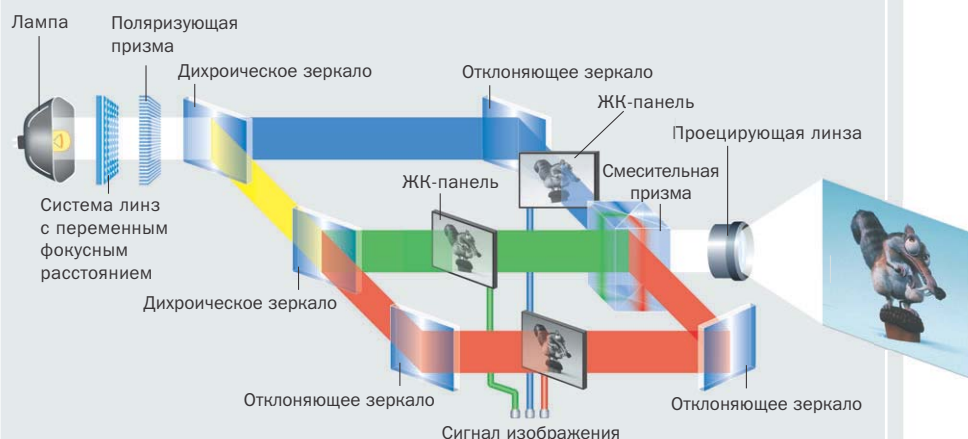 Лампа
Поляризующая
призма
Дихроическое зеркало
Отклоняющее зеркало
ЖК-панель
Проецирующая линза
ЖК-панель
Смесительная
призма
Система линз
с переменным
фокусным
расстоянием
Дихроическое зеркало
Отклоняющее зеркало
Отклоняющее зеркало
Сигнал изображения